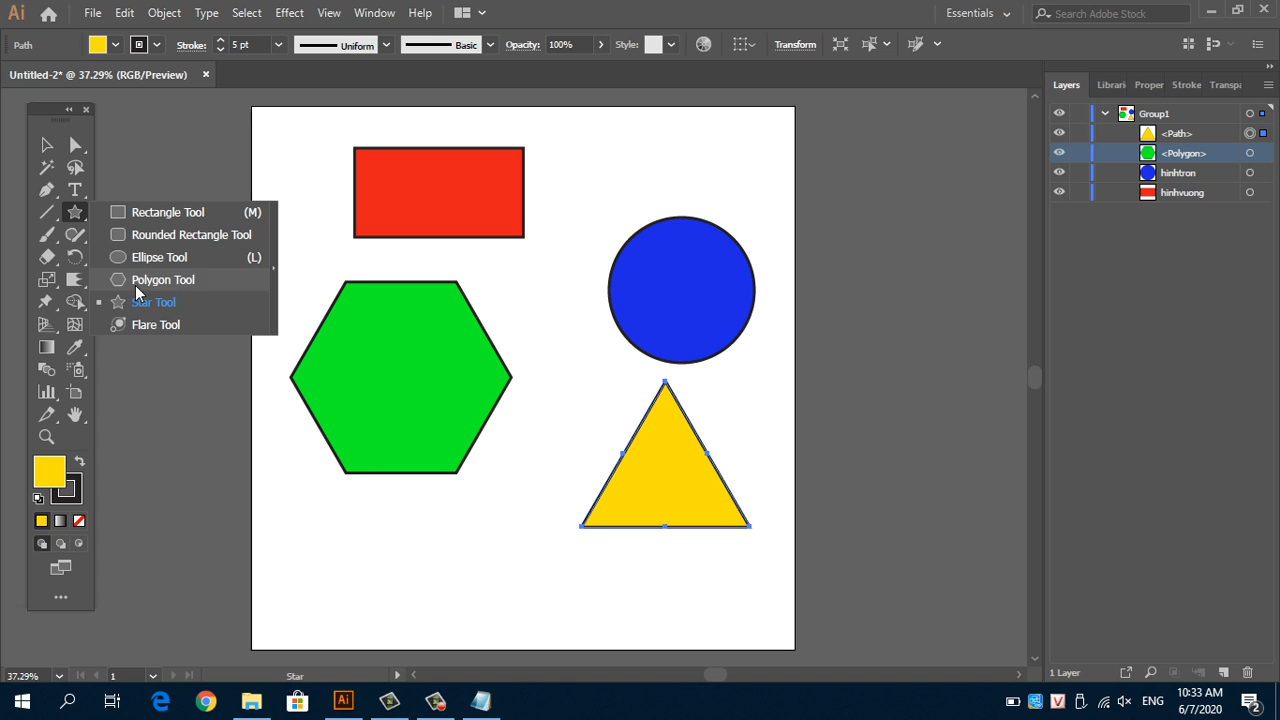 Ai File Edit Object Type Select Effect View Window Help Essentials Search Adobe Stock
Path Stroke: 5 pt Uniform Basic Opacity: 100% Style: Transform
Untitled-2* @ 37.29% (RGB/Preview)
Layers Librari Proper Stroke Transpa
Group1
<Path>
<Polygon>
hinhtron
hinhvuong
T
Rectangle Tool (M)
Rounded Rectangle Tool
Ellipse Tool (L)
Polygon Tool
Star Tool
Flare Tool
37.29% 1 Star
1 Layer
Ai
V
ENG
10:33 AM
6/7/2020
2